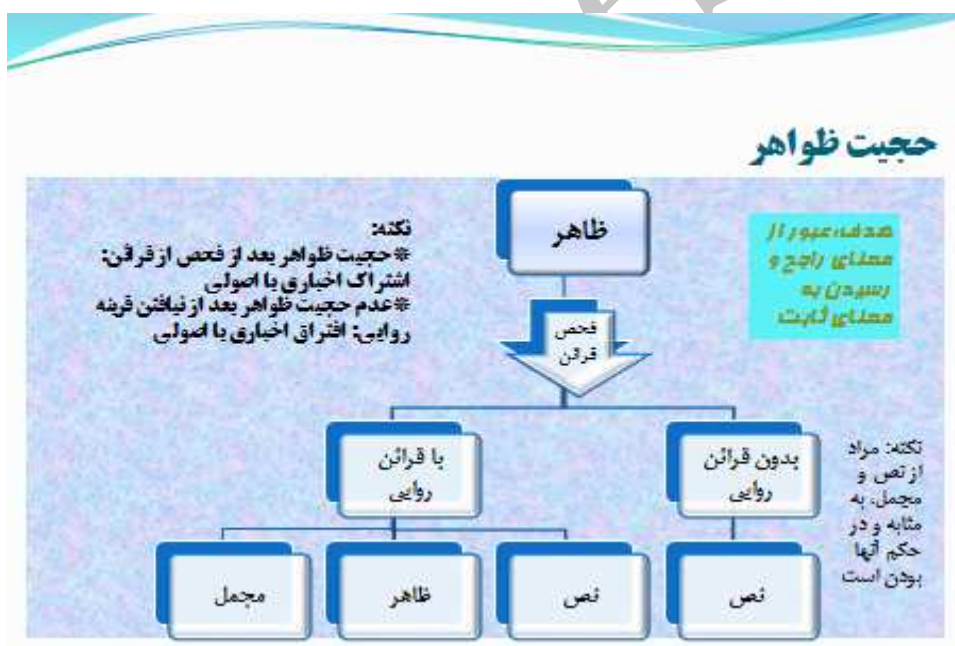 حجیت ظواهر
هدف، عبور از
معنای راجح و
رسیدن به
معنای ثابت
ظاهر
نکته:
*حجیت ظواهر بعد از فحص از قرائن:
اشتراک اخباری با اصولی
*عدم حجیت ظواهر بعد از نیافتن قرینه
روایی: افتراق اخباری با اصولی
فحص
قرائن
بدون قرائن
روایی
با قرائن
روایی
نکته: مراد
از نص و
مجمل، به
مثابه و در
حکم آنها
بودن است
نص
نص
ظاهر
مجمل